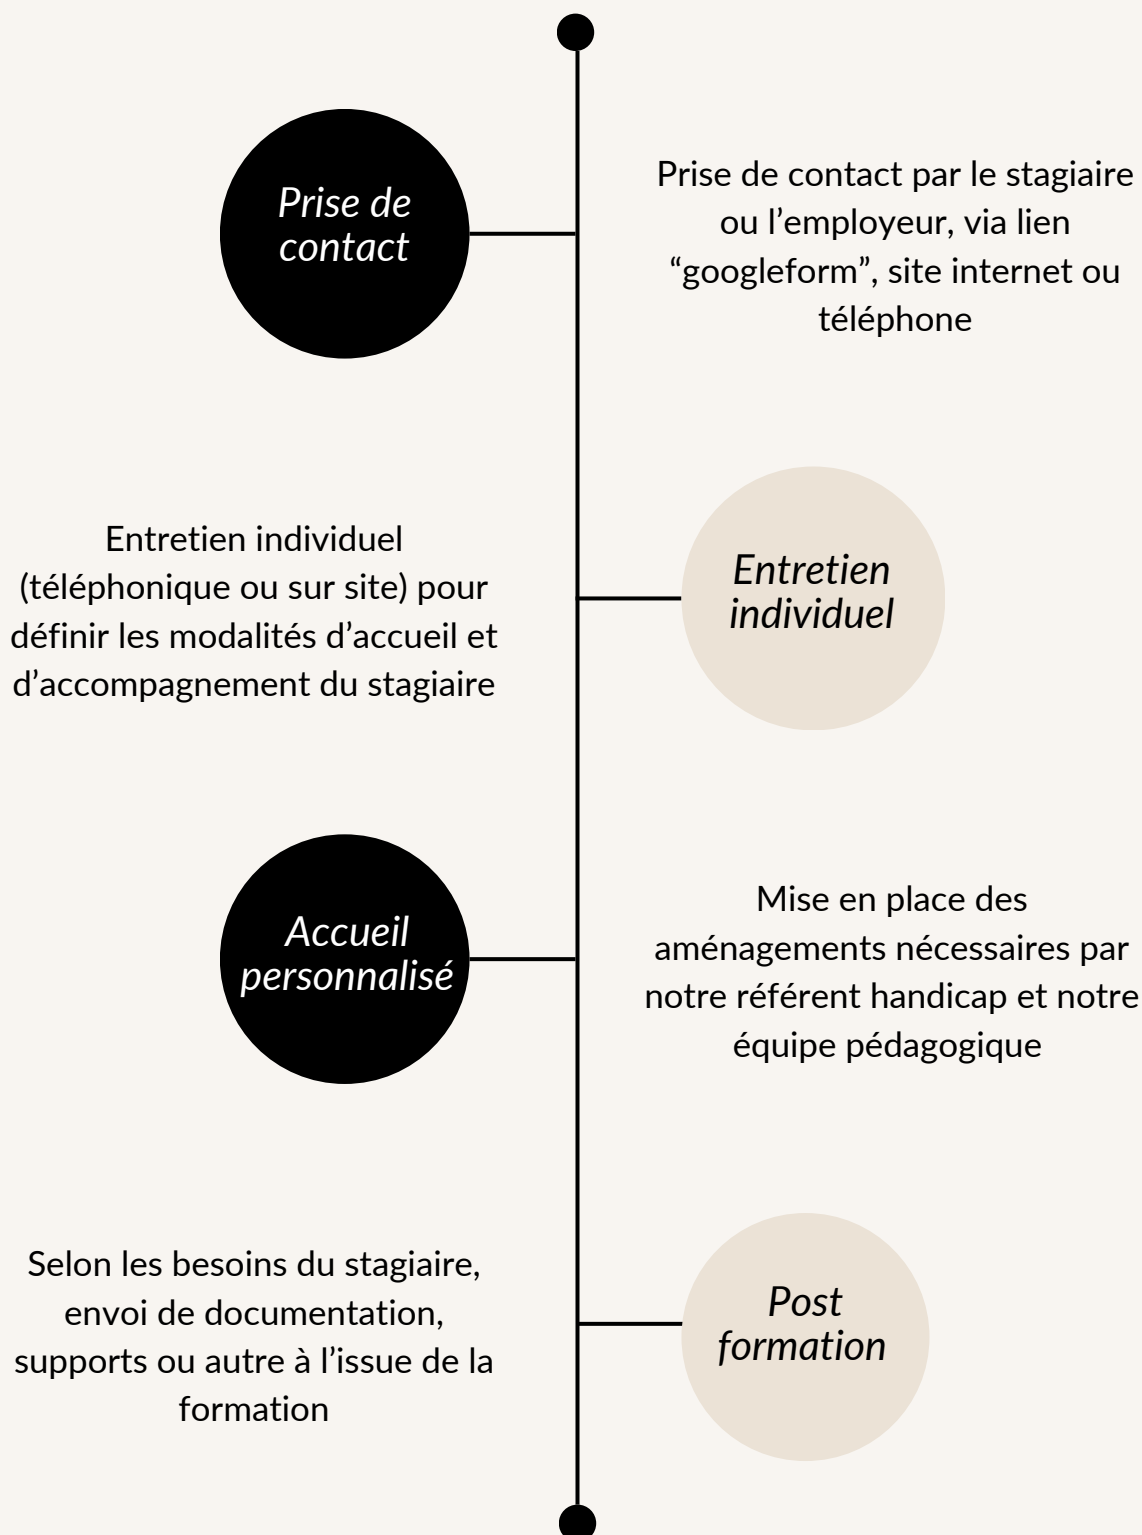 Prise de
contact
Prise de contact par le stagiaire
ou l’employeur, via lien
“googleform”, site internet ou
téléphone
Entretien individuel
(téléphonique ou sur site) pour
définir les modalités d’accueil et
d’accompagnement du stagiaire
Entretien
individuel
Accueil
personnalisé
Mise en place des
aménagements nécessaires par
notre référent handicap et notre
équipe pédagogique
Selon les besoins du stagiaire,
envoi de documentation,
supports ou autre à l’issue de la
formation
Post
formation